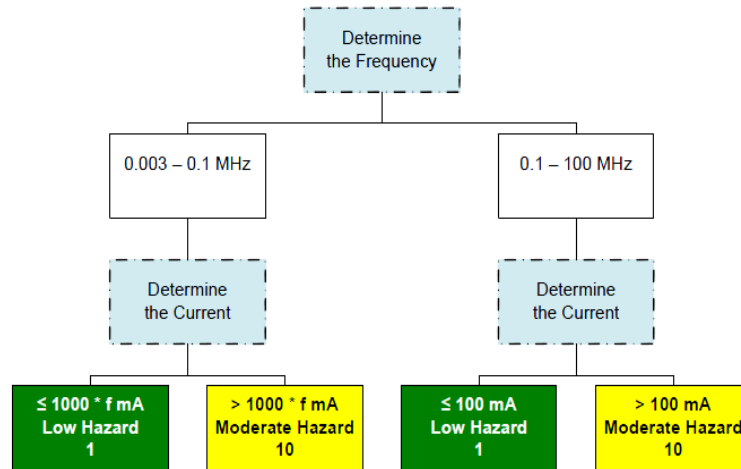 Determine
the Frequency
0.003 – 0.1 MHz
0.1 – 100 MHz
Determine
the Current
Determine
the Current
≤ 1000 * f mA
Low Hazard
1
> 1000 * f mA
Moderate Hazard
10
≤ 100 mA
Low Hazard
1
> 100 mA
Moderate Hazard
10